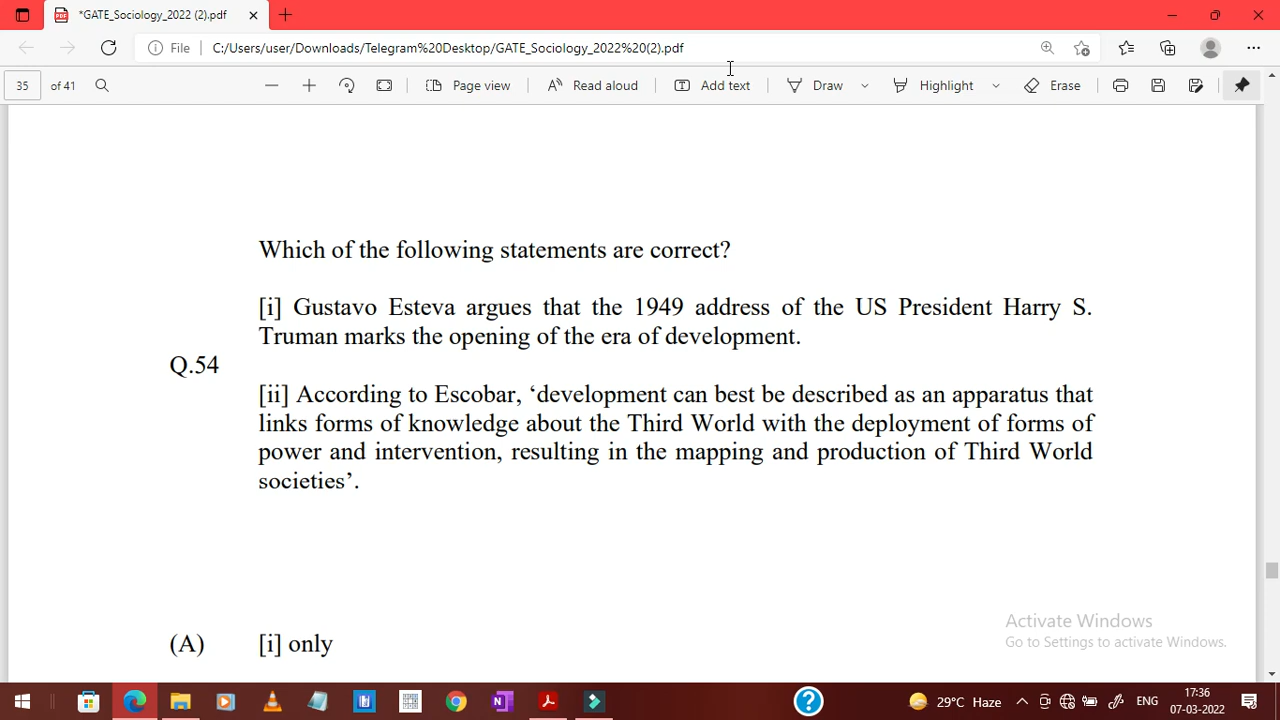 *GATE_Sociology_2022 (2).pdf
File C:/Users/user/Downloads/Telegram%20Desktop/GATE_Sociology_2022%20(2).pdf
35 of 41 Page view Read aloud Add text Draw Highlight Erase
Which of the following statements are correct?
[i] Gustavo Esteva argues that the 1949 address of the US President Harry S.
Truman marks the opening of the era of development.
Q.54
[ii] According to Escobar, ‘development can best be described as an apparatus that
links forms of knowledge about the Third World with the deployment of forms of
power and intervention, resulting in the mapping and production of Third World
societies’.
Activate Windows
Go to Settings to activate Windows.
(A) [i] only
29°C Haze ENG 17:36
07-03-2022